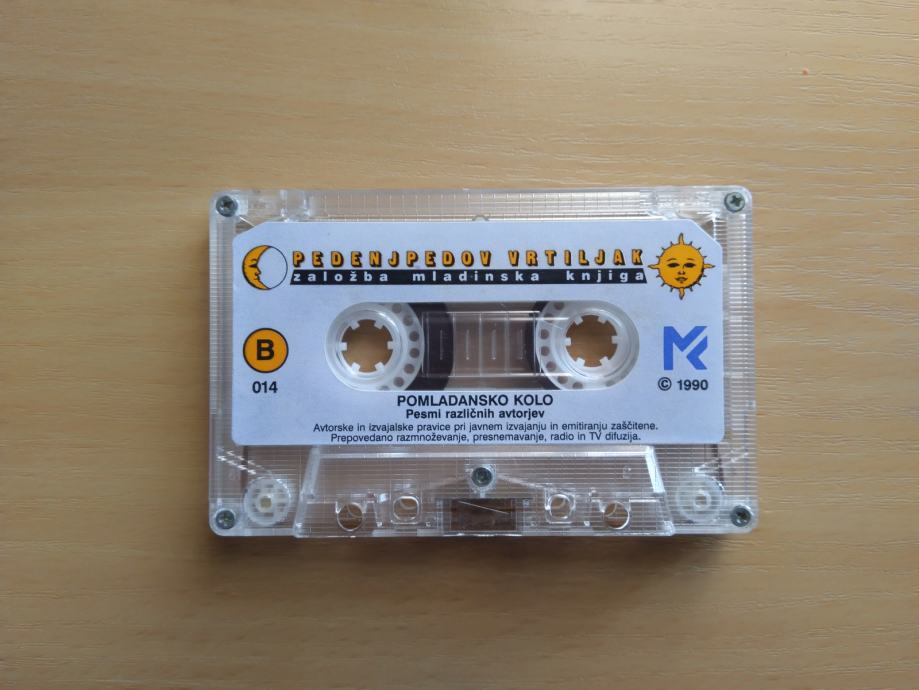 PEDENJPEDOV VRTILJAK
založba mladinska knjiga
B
014
MK
© 1990
POMLADANSKO KOLO
Pesmi različnih avtorjev
Avtorske in izvajalske pravice pri javnem izvajanju in emitiranju zaščitene.
Prepovedano razmnoževanje, presnemavanje, radio in TV difuzija.